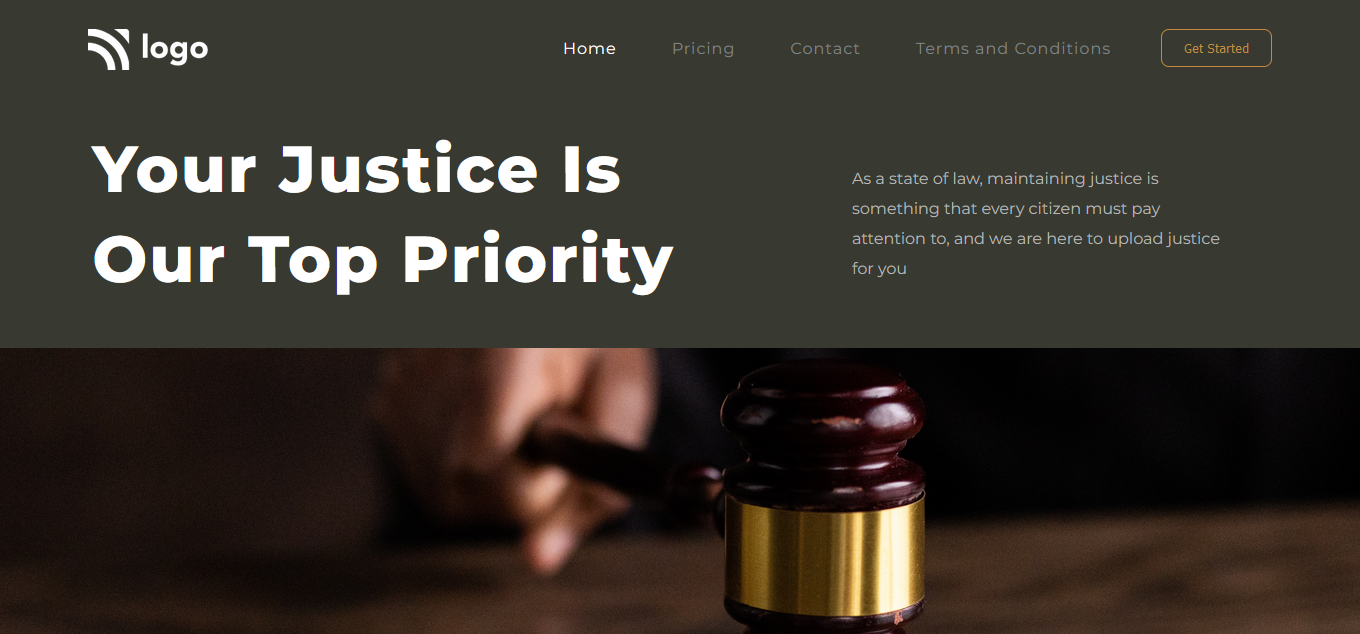 logo
Home Pricing Contact Terms and Conditions Get Started
Your Justice Is
Our Top Priority
As a state of law, maintaining justice is
something that every citizen must pay
attention to, and we are here to upload justice
for you